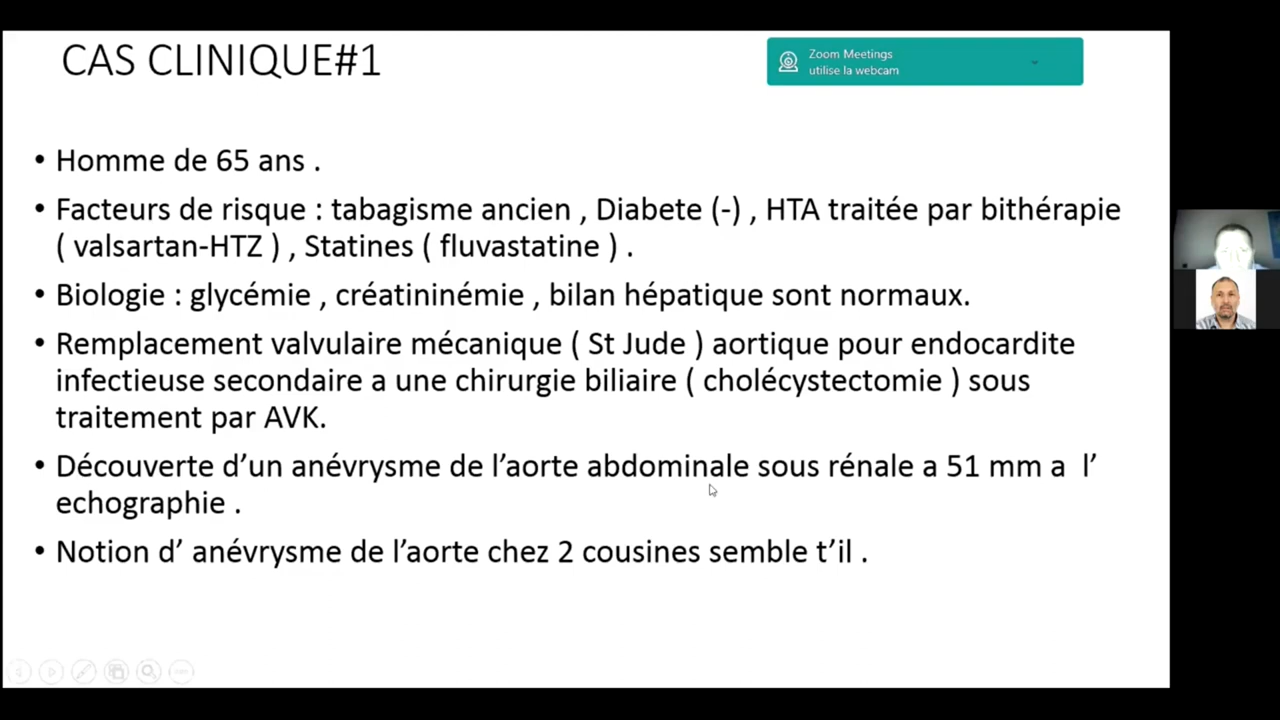 CAS CLINIQUE#1
Zoom Meetings
utilise la webcam
• Homme de 65 ans .
• Facteurs de risque : tabagisme ancien , Diabete (-) , HTA traitée par bithérapie
( valsartan-HTZ ) , Statines ( fluvastatine ) .
• Biologie : glycémie , créatininémie , bilan hépatique sont normaux.
• Remplacement valvulaire mécanique ( St Jude ) aortique pour endocardite
infectieuse secondaire a une chirurgie biliaire ( cholécystectomie ) sous
traitement par AVK.
• Découverte d’un anévrysme de l’aorte abdominale sous rénale a 51 mm a l’
echographie .
• Notion d’ anévrysme de l’aorte chez 2 cousines semble t’il .